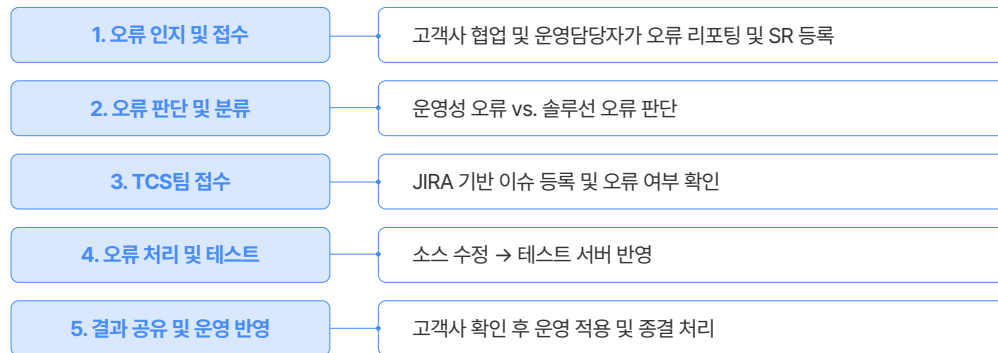 1. 오류 인지 및 접수
고객사 협업 및 운영담당자가 오류 리포팅 및 SR 등록
2. 오류 판단 및 분류
운영성 오류 vs. 솔루션 오류 판단
3. TCS팀 접수
JIRA 기반 이슈 등록 및 오류 여부 확인
4. 오류 처리 및 테스트
소스 수정 → 테스트 서버 반영
5. 결과 공유 및 운영 반영
고객사 확인 후 운영 적용 및 종결 처리